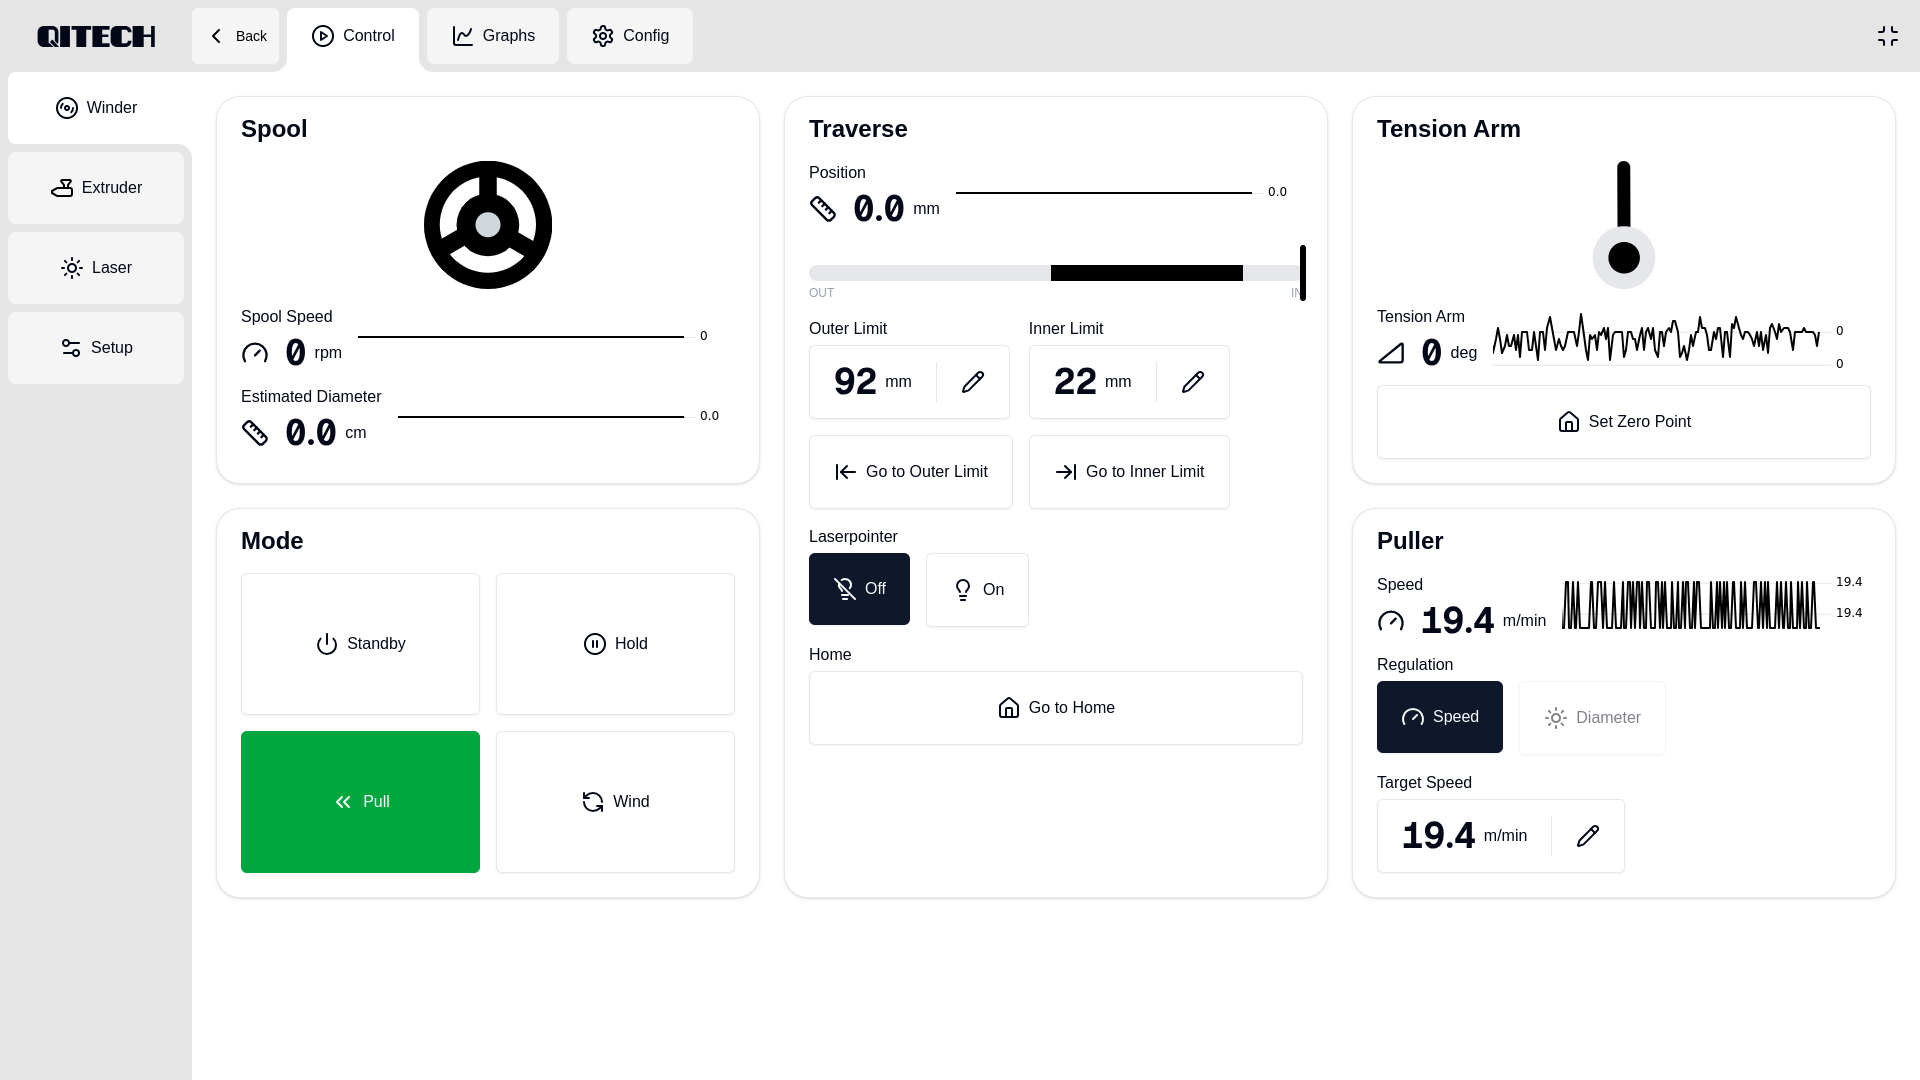 QITECH
Back
Control
Graphs
Config
Winder
Extruder
Laser
Setup
Spool
Spool Speed
0 rpm
0
Estimated Diameter
0.0 cm
0.0
Mode
Standby
Hold
Pull
Wind
Traverse
Position
0.0 mm
0.0
OUT
IN
Outer Limit
Inner Limit
92 mm
22 mm
Go to Outer Limit
Go to Inner Limit
Laserpointer
Off
On
Home
Go to Home
Tension Arm
Tension Arm
0 deg
0
0
Set Zero Point
Puller
Speed
19.4 m/min
19.4
19.4
Regulation
Speed
Diameter
Target Speed
19.4 m/min